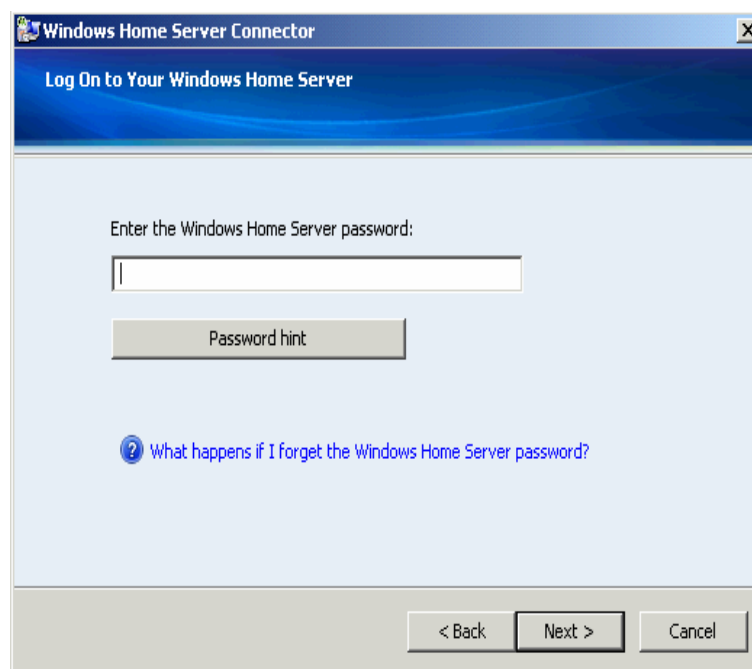 Windows Home Server Connector
Log On to Your Windows Home Server
Enter the Windows Home Server password:
Password hint
What happens if I forget the Windows Home Server password?
< Back Next > Cancel